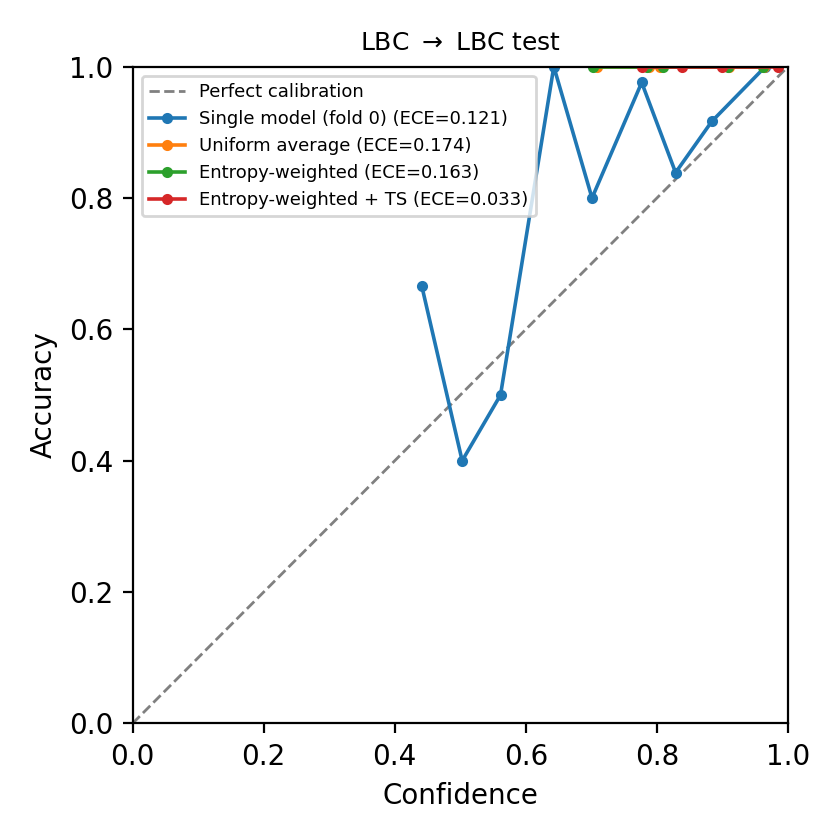 LBC → LBC test
Perfect calibration
Single model (fold 0) (ECE=0.121)
Uniform average (ECE=0.174)
Entropy-weighted (ECE=0.163)
Entropy-weighted + TS (ECE=0.033)
1.0
0.8
0.6
0.4
0.2
0.0
Accuracy
0.0 0.2 0.4 0.6 0.8 1.0
Confidence